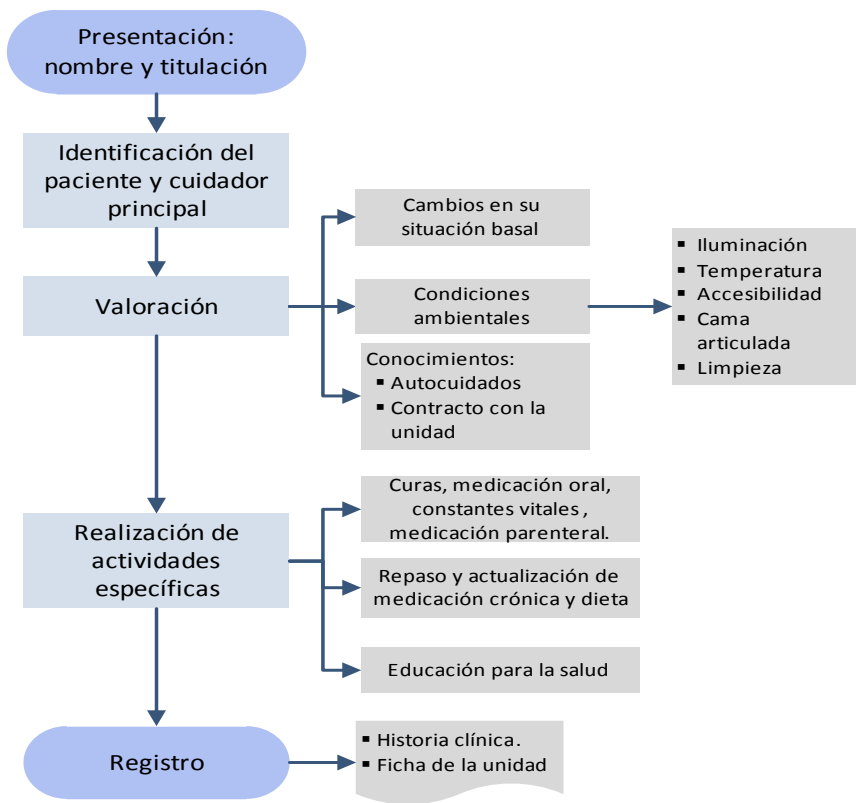 Presentación:
nombre y titulación
Identificación del
paciente y cuidador
principal
Valoración
Cambios en su
situación basal
Condiciones
ambientales
▪ Iluminación
▪ Temperatura
▪ Accesibilidad
▪ Cama
articulada
▪ Limpieza
Conocimientos:
▪ Autocuidados
▪ Contracto con la
unidad
Realización de
actividades
específicas
Curas, medicación oral,
constantes vitales ,
medicación parenteral.
Repaso y actualización de
medicación crónica y dieta
Educación para la salud
Registro
▪ Historia clínica.
▪ Ficha de la unidad